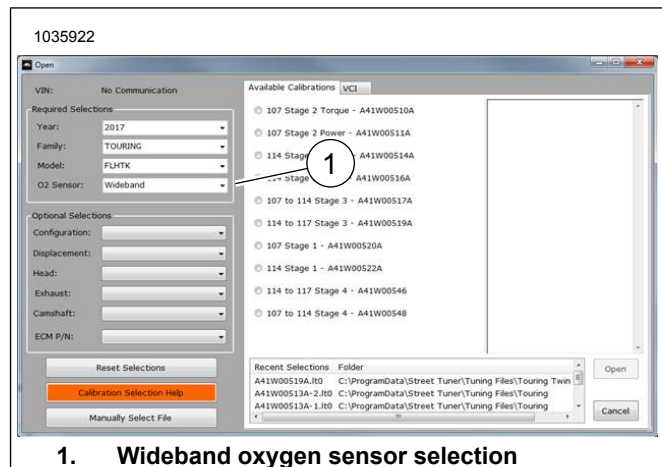 1035922
Open
VIN: No Communication
Required Selections
Year: 2017
Family: TOURING
Model: FLHTK
O2 Sensor: Wideband
Optional Selections
Configuration:
Displacement:
Head:
Exhaust:
Camshaft:
ECM P/N:
Reset Selections
Calibration Selection Help
Manually Select File
Available Calibrations VCI
107 Stage 2 Torque - A41W00510A
107 Stage 2 Power - A41W00511A
114 Stage A41W00514A
1
A41W00516A
107 to 114 Stage 3 - A41W00517A
114 to 117 Stage 3 - A41W00519A
107 Stage 1 - A41W00520A
114 Stage 1 - A41W00522A
114 to 117 Stage 4 - A41W00546
107 to 114 Stage 4 - A41W00548
Recent Selections Folder
A41W00519A.lt0 C:\ProgramData\Street Tuner\Tuning Files\Touring Twin
A41W00513A-2.lt0 C:\ProgramData\Street Tuner\Tuning Files\Touring
A41W00513A-1.lt0 C:\ProgramData\Street Tuner\Tuning Files\Touring
Open
Cancel
1. Wideband oxygen sensor selection